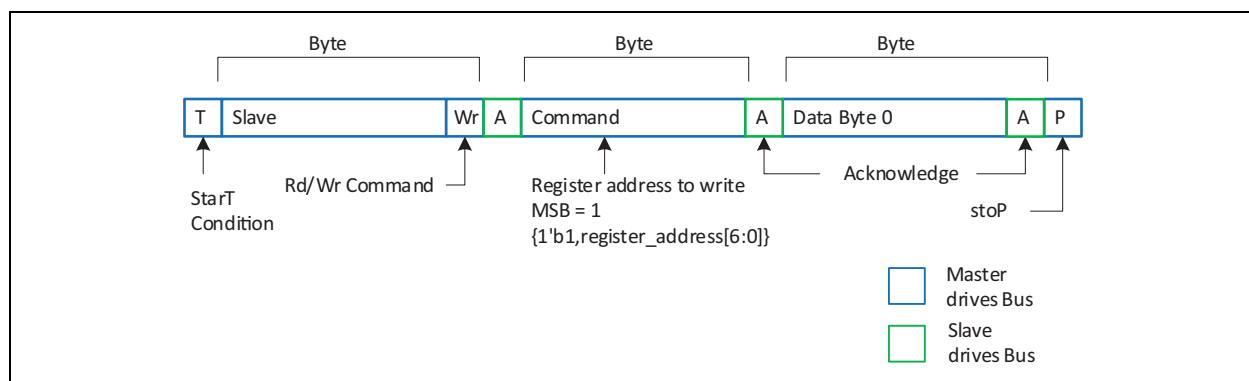 Byte Byte Byte
T Slave Wr A Command A Data Byte 0 A P
StarT
Condition
Rd/Wr Command
Register address to write
MSB = 1
{1'b1,register_address[6:0]}
Acknowledge
stoP
Master
drives Bus
Slave
drives Bus